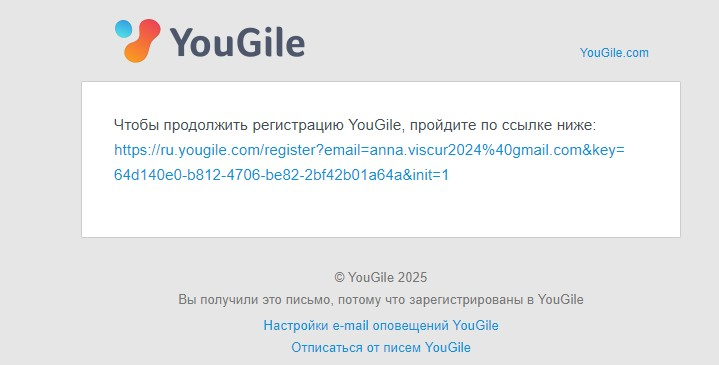 YouGile
YouGile.com
Чтобы продолжить регистрацию YouGile, пройдите по ссылке ниже:
https://ru.yougile.com/register?email=anna.viscur2024%40gmail.com&key=
64d140e0-b812-4706-be82-2bf42b01a64a&init=1
© YouGile 2025
Вы получили это письмо, потому что зарегистрированы в YouGile
Настройки e-mail оповещений YouGile
Отписаться от писем YouGile